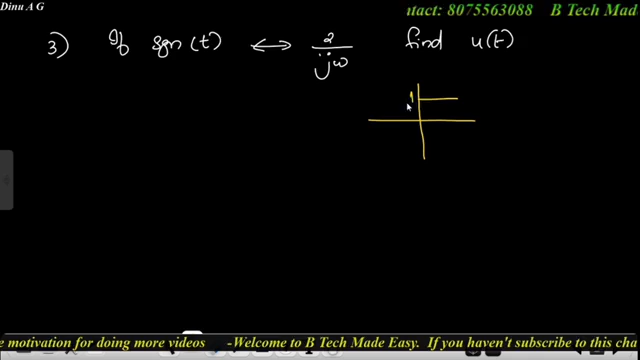 Dinu A G
ntact: 8075563088 B Tech Mad
3) If sgn(t) ↔ 2/jω find u(t)
1
e motivation for doing more videos -Welcome to B Tech Made Easy. If you haven't subscribe to this cha